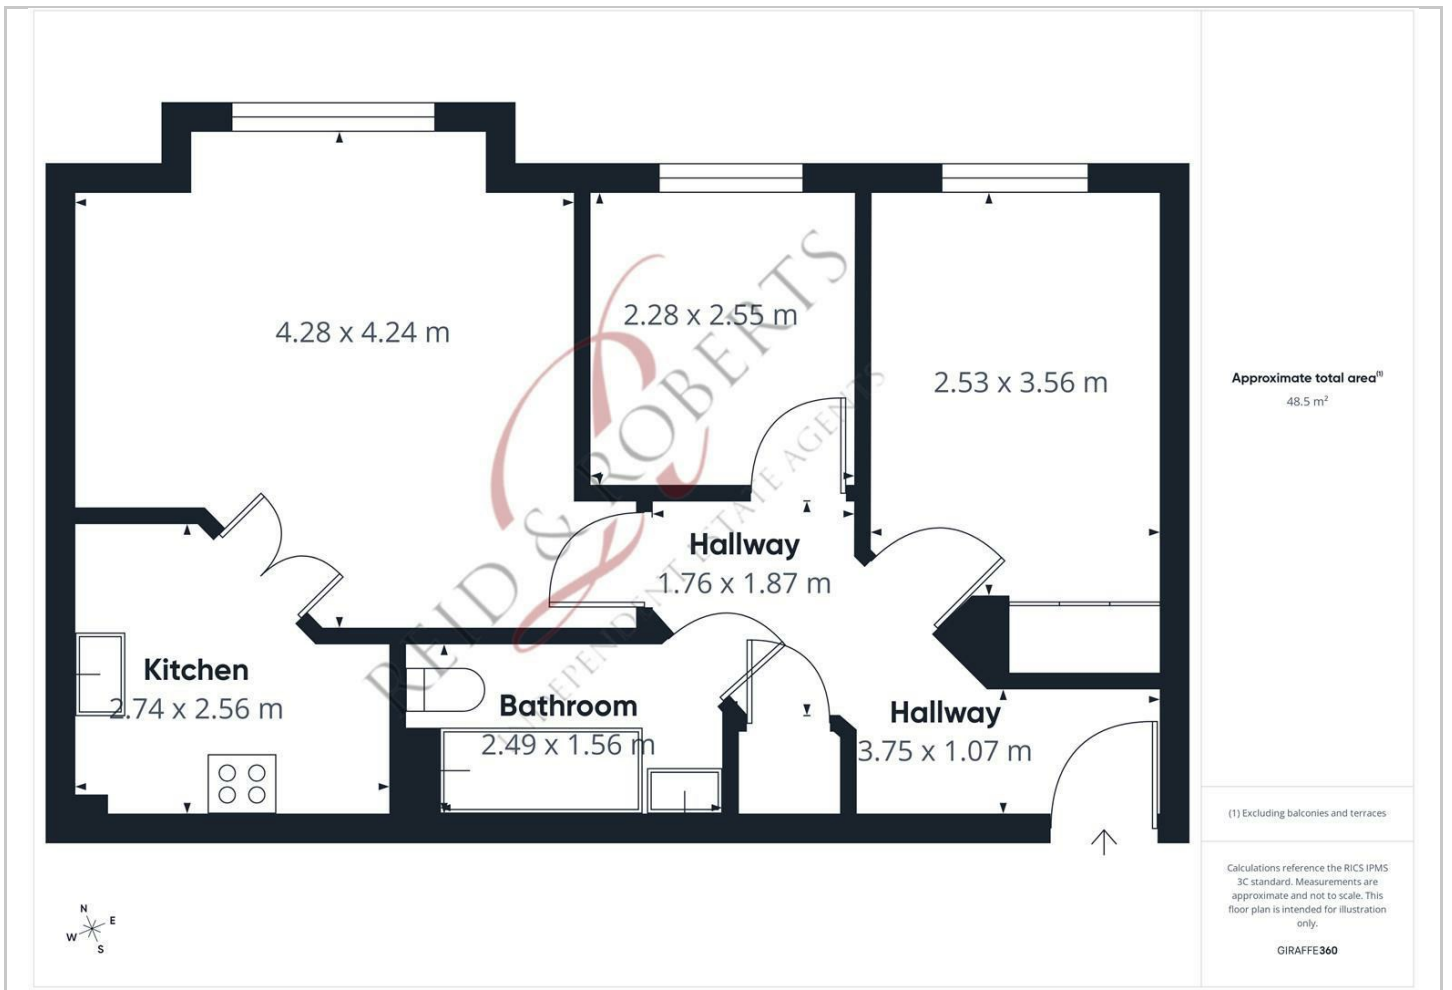 4.28 x 4.24 m
2.28 x 2.55 m
2.53 x 3.56 m
Hallway
1.76 x 1.87 m
Kitchen
2.74 x 2.56 m
Bathroom
2.49 x 1.56 m
Hallway
3.75 x 1.07 m
REID & ROBERTS
INDEPENDENT ESTATE AGENTS
N
E
W
S
Approximate total area(1)
48.5 m²
(1) Excluding balconies and terraces
Calculations reference the RICS IPMS
3C standard. Measurements are
approximate and not to scale. This
floor plan is intended for illustration
only.
GIRAFFE360